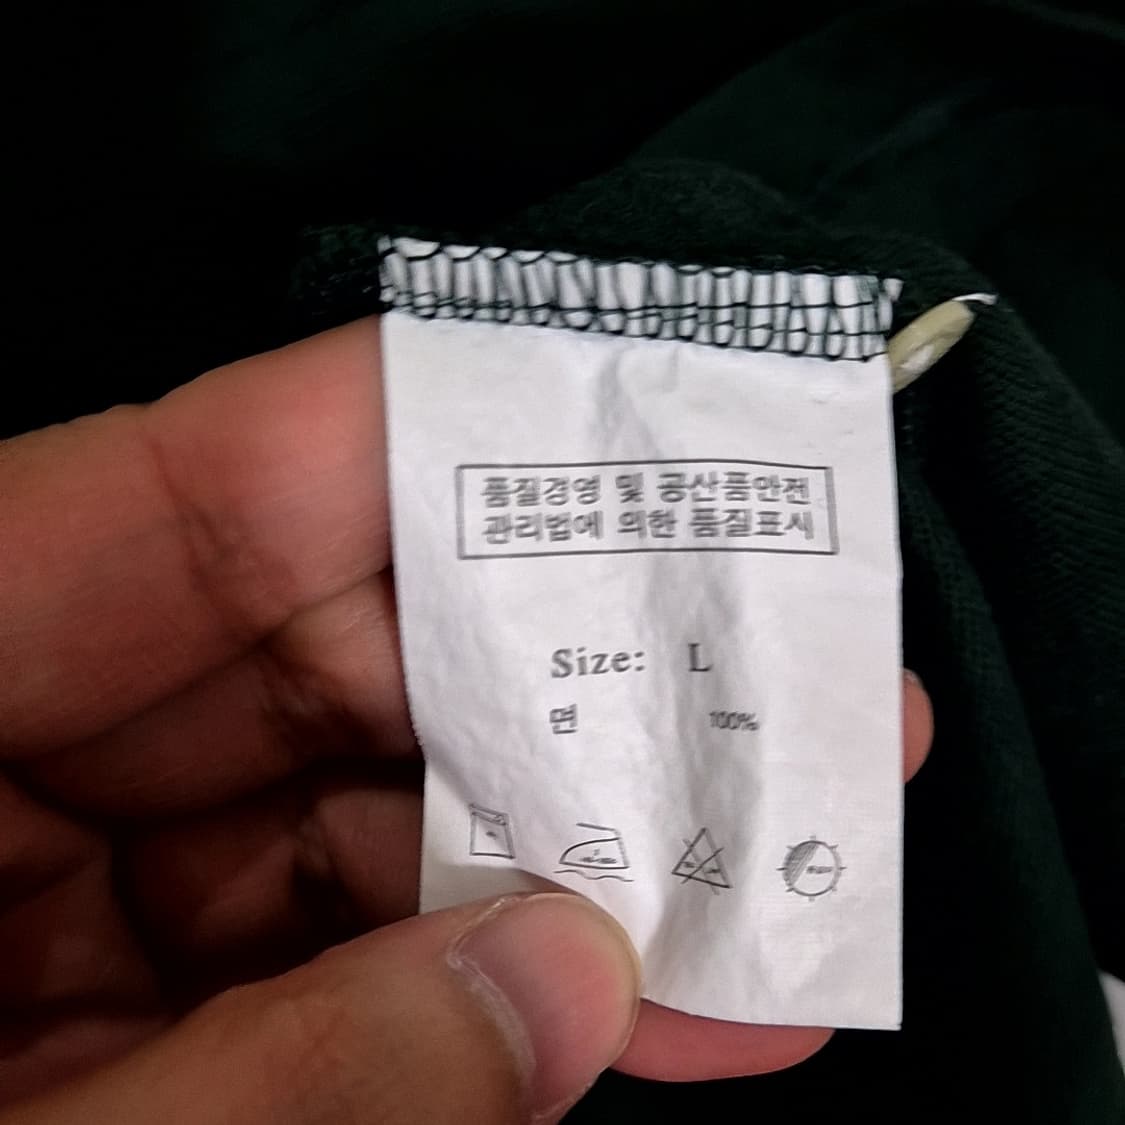 품질경영 및 공산품안전
관리법에 의한 품질표시
Size: L
면 100%